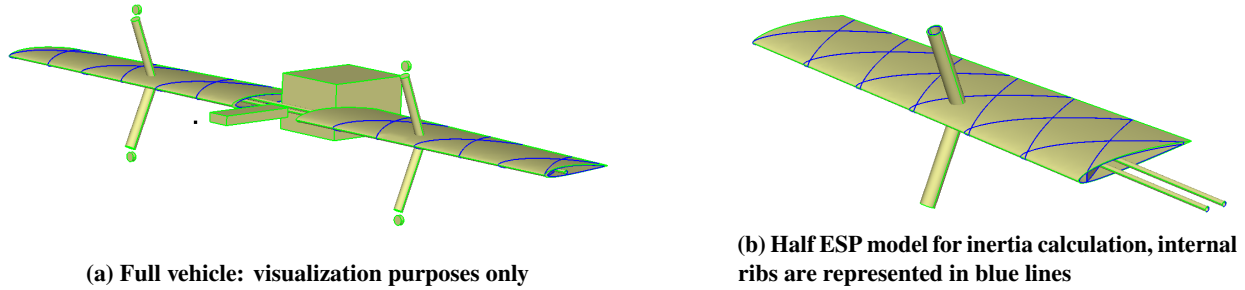 (a) Full vehicle: visualization purposes only
(b) Half ESP model for inertia calculation, internal
ribs are represented in blue lines